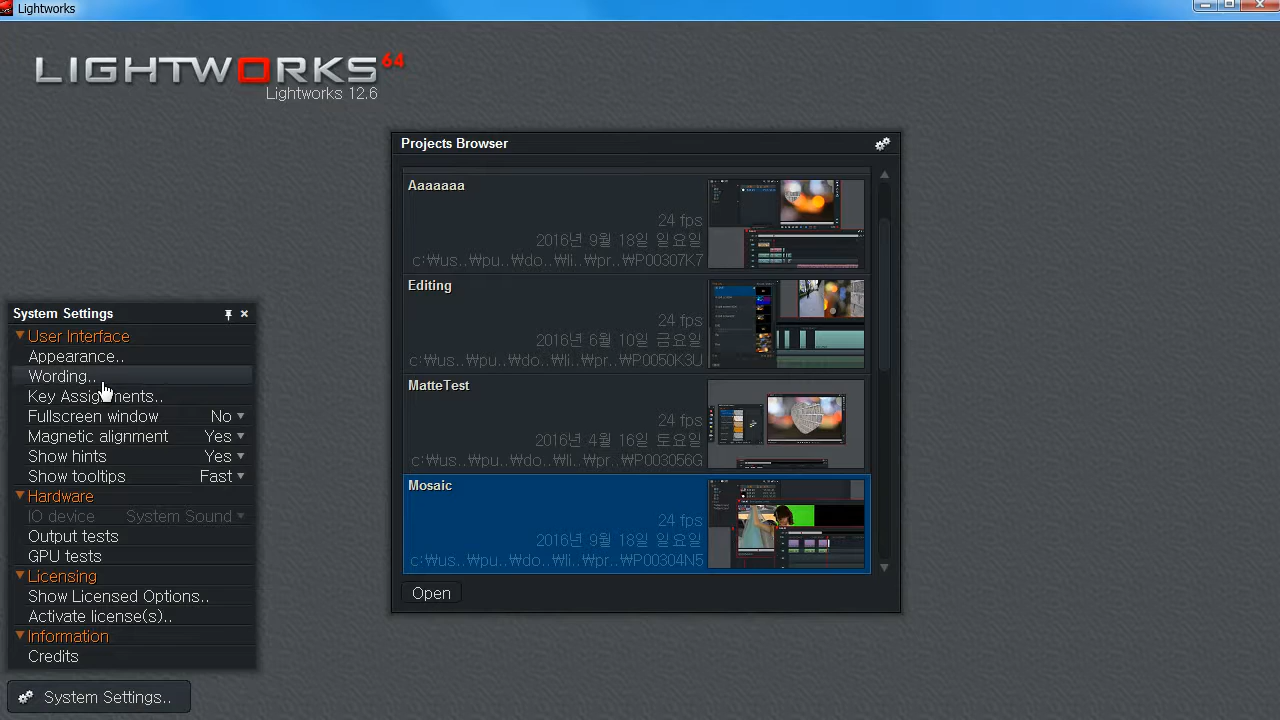 Lightworks
LIGHTWORKS 64
Lightworks 12.6
Projects Browser
Aaaaaaa
24 fps
2016년 9월 18일 일요일
c:₩us..₩pu..₩do..₩li..₩pr..₩P00307K7
Editing
24 fps
2016년 6월 10일 금요일
c:₩us..₩pu..₩do..₩li..₩pr..₩P0050K3U
MatteTest
24 fps
2016년 4월 16일 토요일
c:₩us..₩pu..₩do..₩li..₩pr..₩P003056G
Mosaic
24 fps
2016년 9월 18일 일요일
c:₩us..₩pu..₩do..₩li..₩pr..₩P00304N5
Open
System Settings
User Interface
Appearance..
Wording..
Key Assignments..
Fullscreen window No
Magnetic alignment Yes
Show hints Yes
Show tooltips Fast
Hardware
IO device System Sound
Output tests
GPU tests
Licensing
Show Licensed Options..
Activate license(s)..
Information
Credits
System Settings..